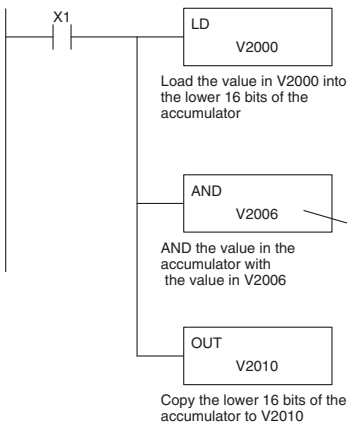 X1
LD
V2000
Load the value in V2000 into
the lower 16 bits of the
accumulator
AND
V2006
AND the value in the
accumulator with
the value in V2006
OUT
V2010
Copy the lower 16 bits of the
accumulator to V2010